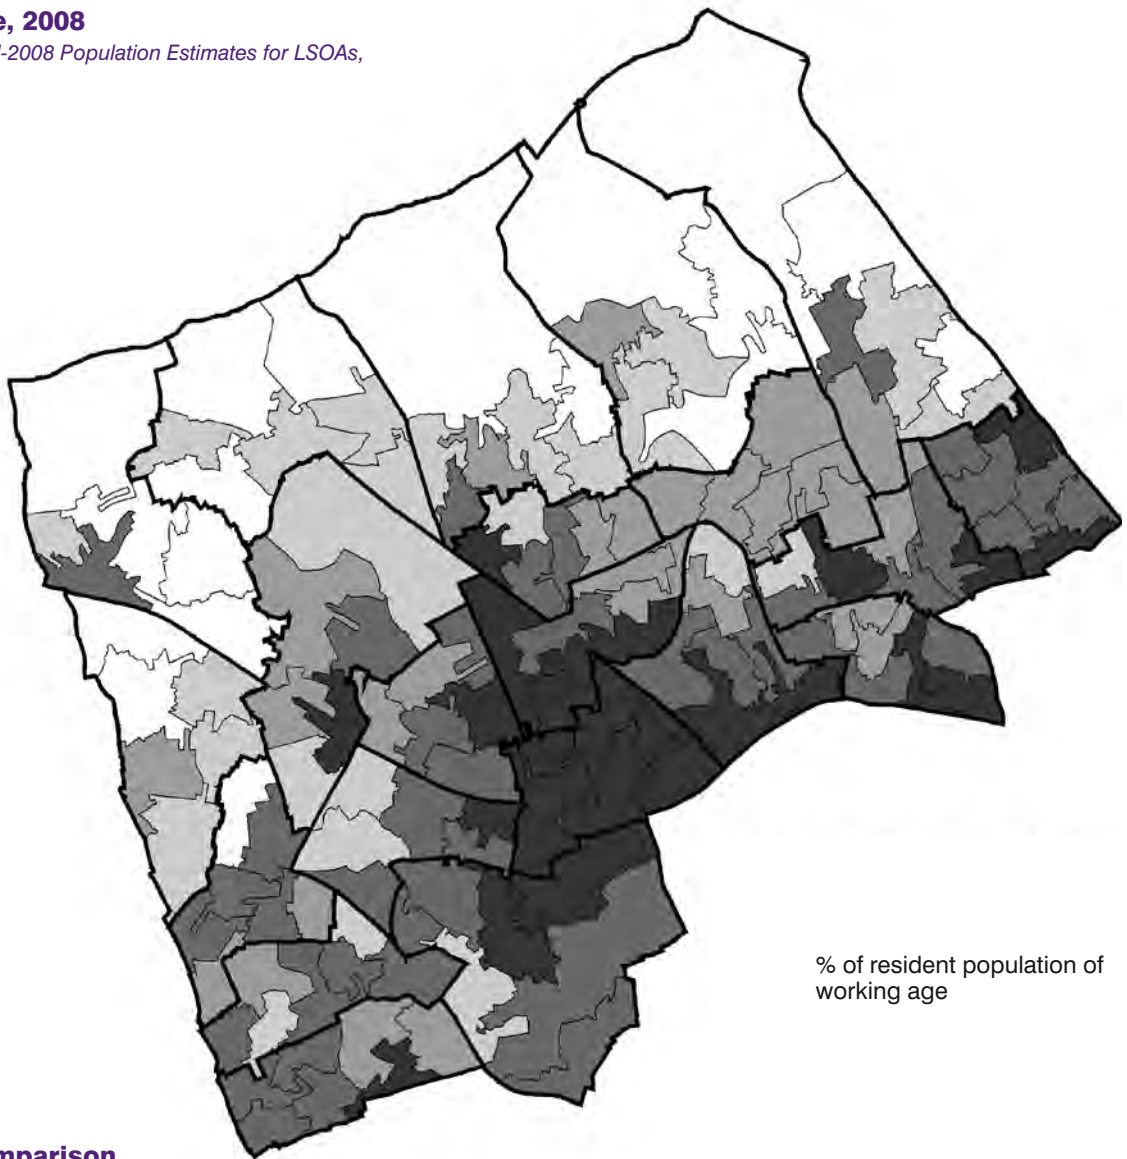 e, 2008
-2008 Population Estimates for LSOAs,
% of resident population of
working age
mparison